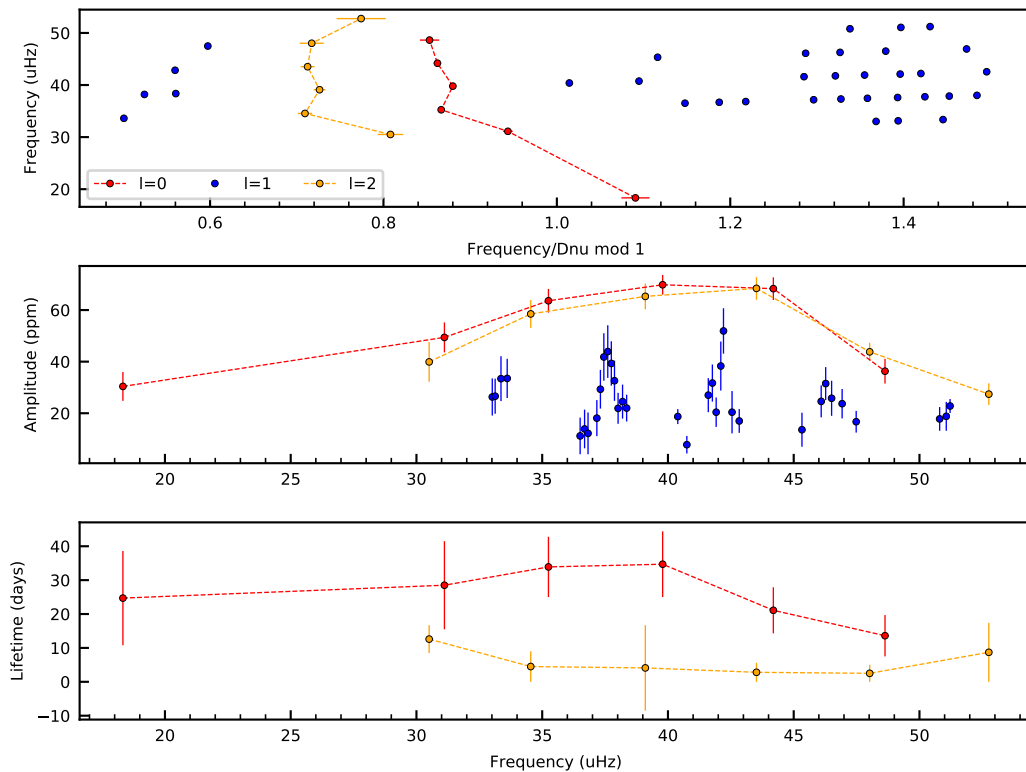 50
40
30
20
Frequency (uHz)
l=0 l=1 l=2
0.6 0.8 1.0 1.2 1.4
Frequency/Dnu mod 1
60
40
20
Amplitude (ppm)
20 25 30 35 40 45 50
40
30
20
10
0
−10
Lifetime (days)
20 25 30 35 40 45 50
Frequency (uHz)